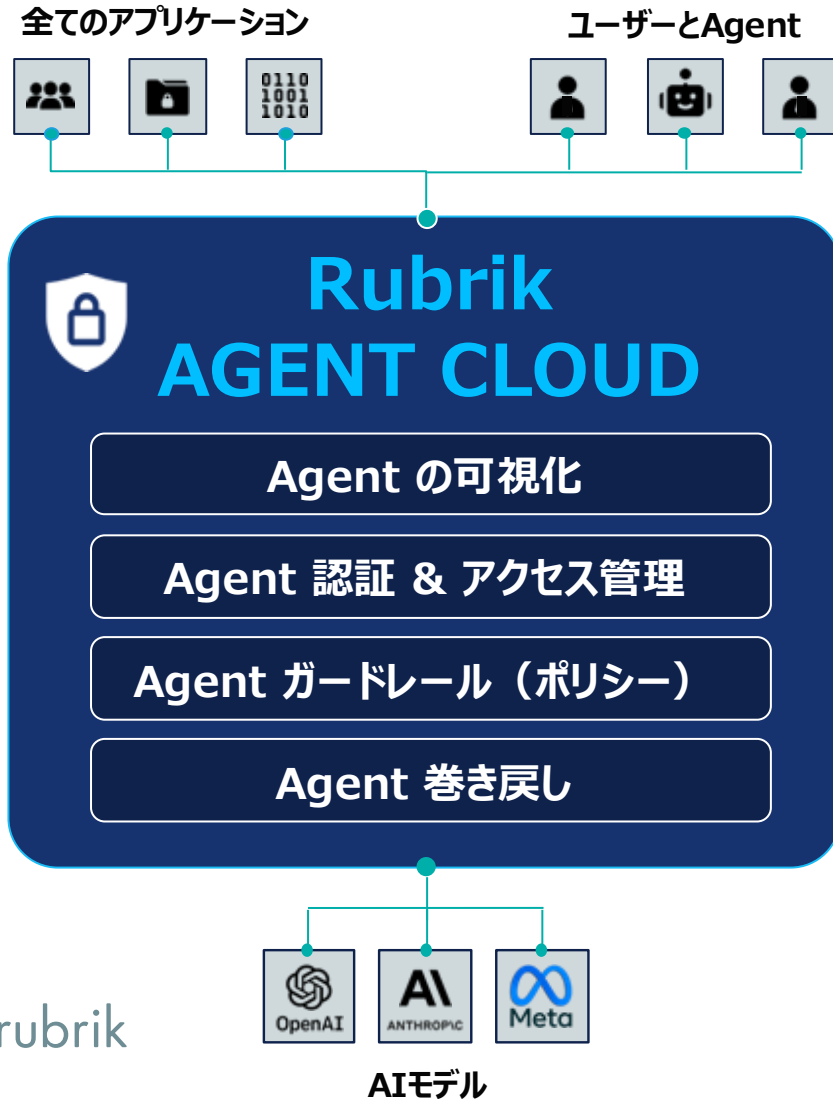 全てのアプリケーション
ユーザーとAgent
0110
1001
1010
Rubrik
AGENT CLOUD
Agent の可視化
Agent 認証 & アクセス管理
Agent ガードレール（ポリシー）
Agent 巻き戻し
OpenAI
AI
ANTHROP\C
Meta
rubrik
AIモデル